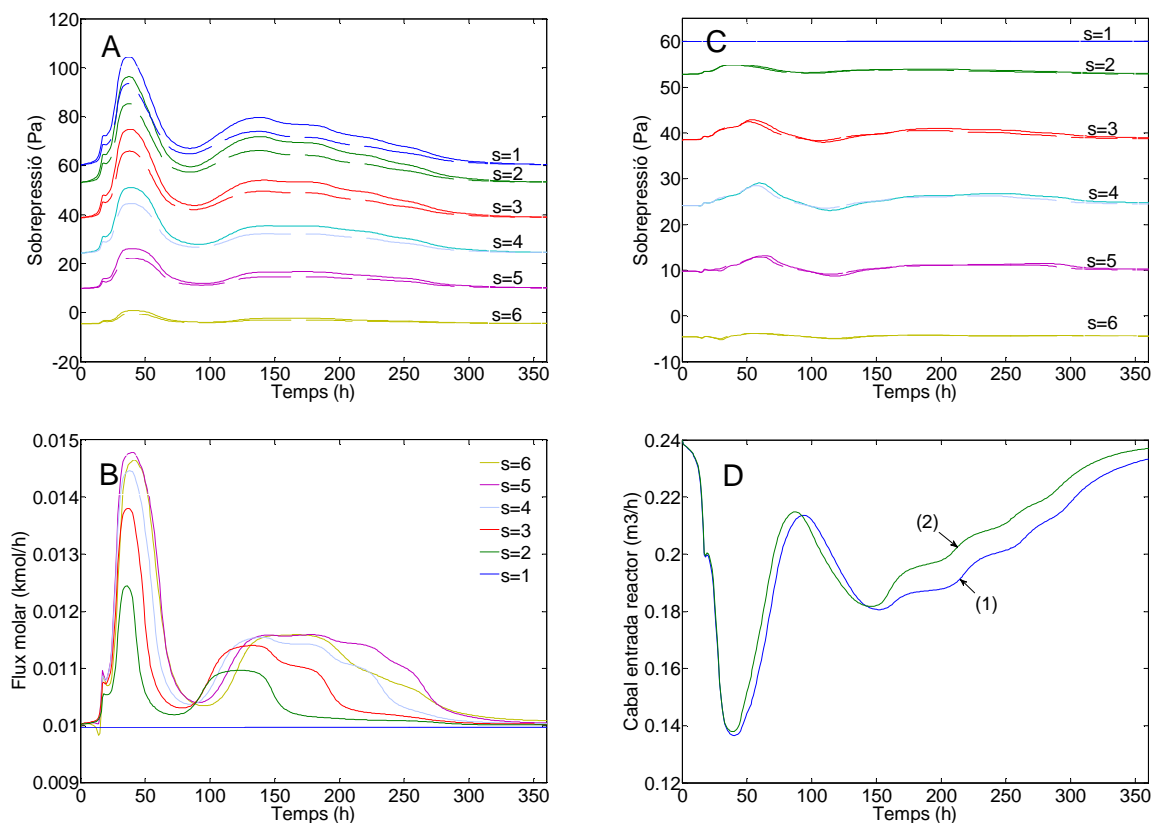 A
120
100
80
60
40
20
0
-20
Sobrepressió (Pa)
s=1
s=2
s=3
s=4
s=5
s=6
0 50 100 150 200 250 300 350
Temps (h)
C
60
50
40
30
20
10
0
-10
Sobrepressió (Pa)
s=1
s=2
s=3
s=4
s=5
s=6
0 50 100 150 200 250 300 350
Temps (h)
B
0.015
0.014
0.013
0.012
0.011
0.01
0.009
Flux molar (kmol/h)
s=6
s=5
s=4
s=3
s=2
s=1
0 50 100 150 200 250 300 350
Temps (h)
D
0.24
0.22
0.2
0.18
0.16
0.14
0.12
Cabal entrada reactor (m3/h)
(2)
(1)
0 50 100 150 200 250 300 350
Temps (h)